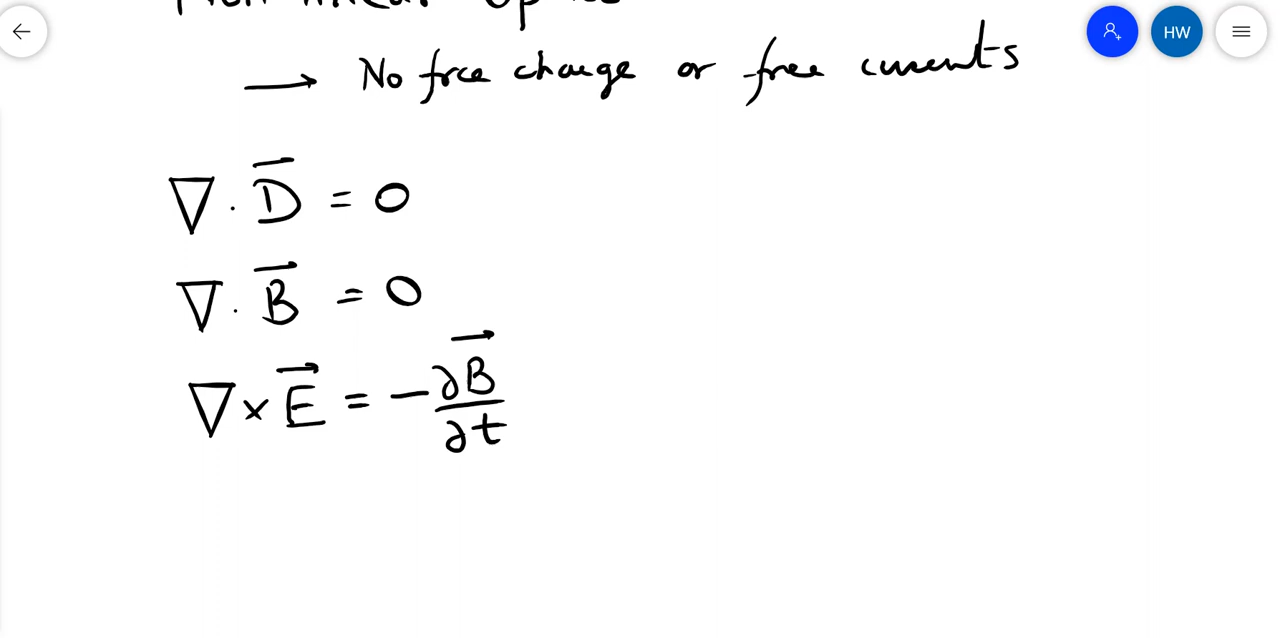 HW
→ No free charge or free currents
∇ · D⃗ = 0
∇ · B⃗ = 0
∇ × E⃗ = - ∂B⃗/∂t